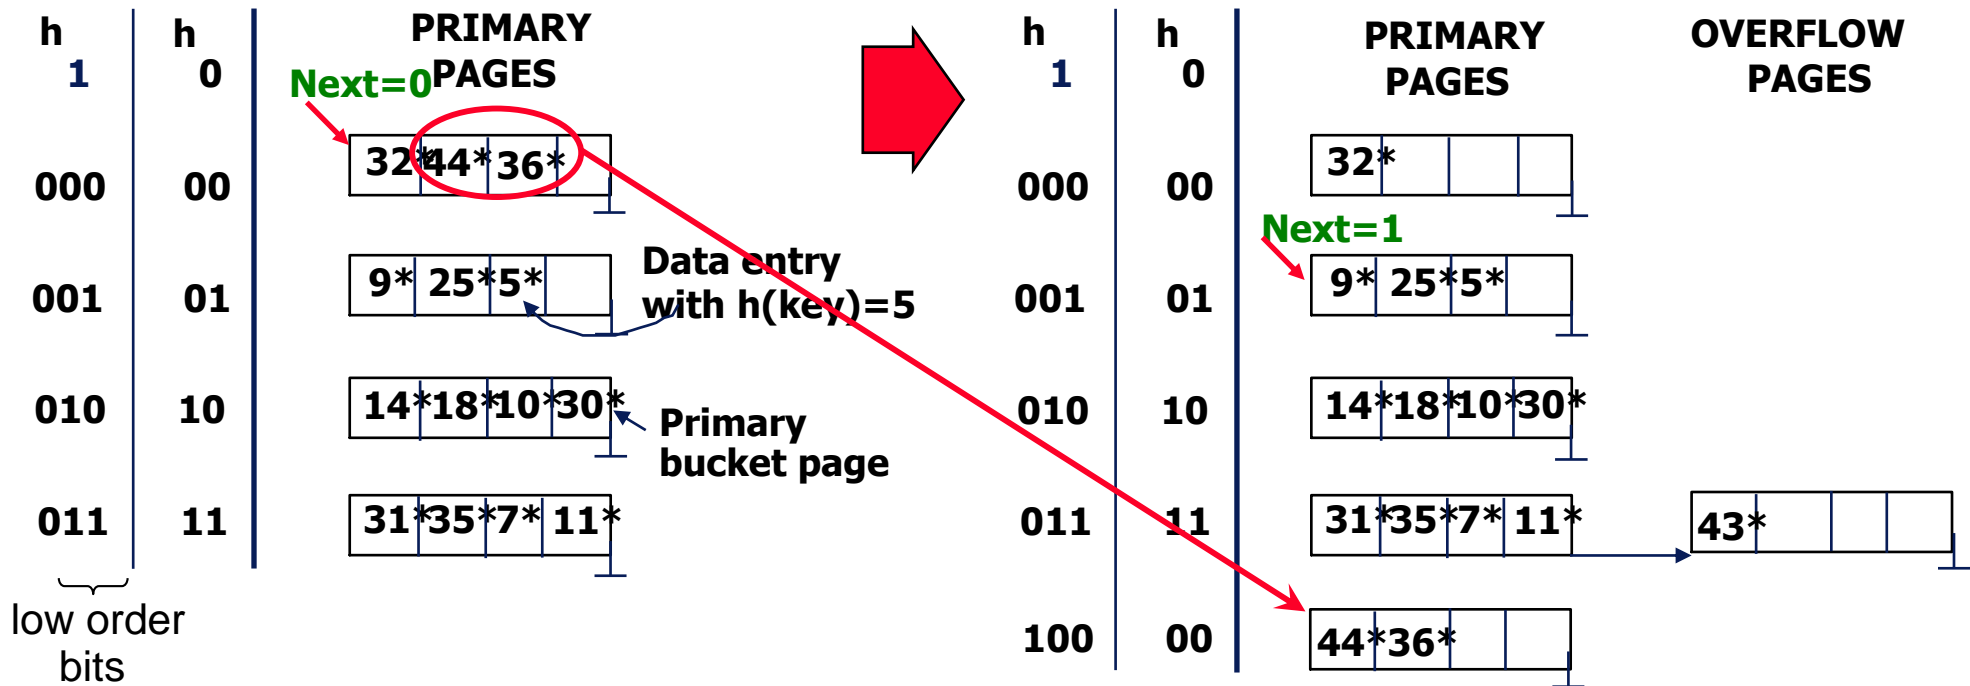 h h PRIMARY
1 0 PAGES
Next=0
32* 44* 36*
000 00
9* 25* 5*
001 01
Data entry
with h(key)=5
14* 18* 10* 30*
010 10
Primary
bucket page
31* 35* 7* 11*
011 11
low order
bits
h h PRIMARY OVERFLOW
1 0 PAGES PAGES
32*
000 00
Next=1
9* 25* 5*
001 01
14* 18* 10* 30*
010 10
31* 35* 7* 11* 43*
011 11
100 00 44* 36*